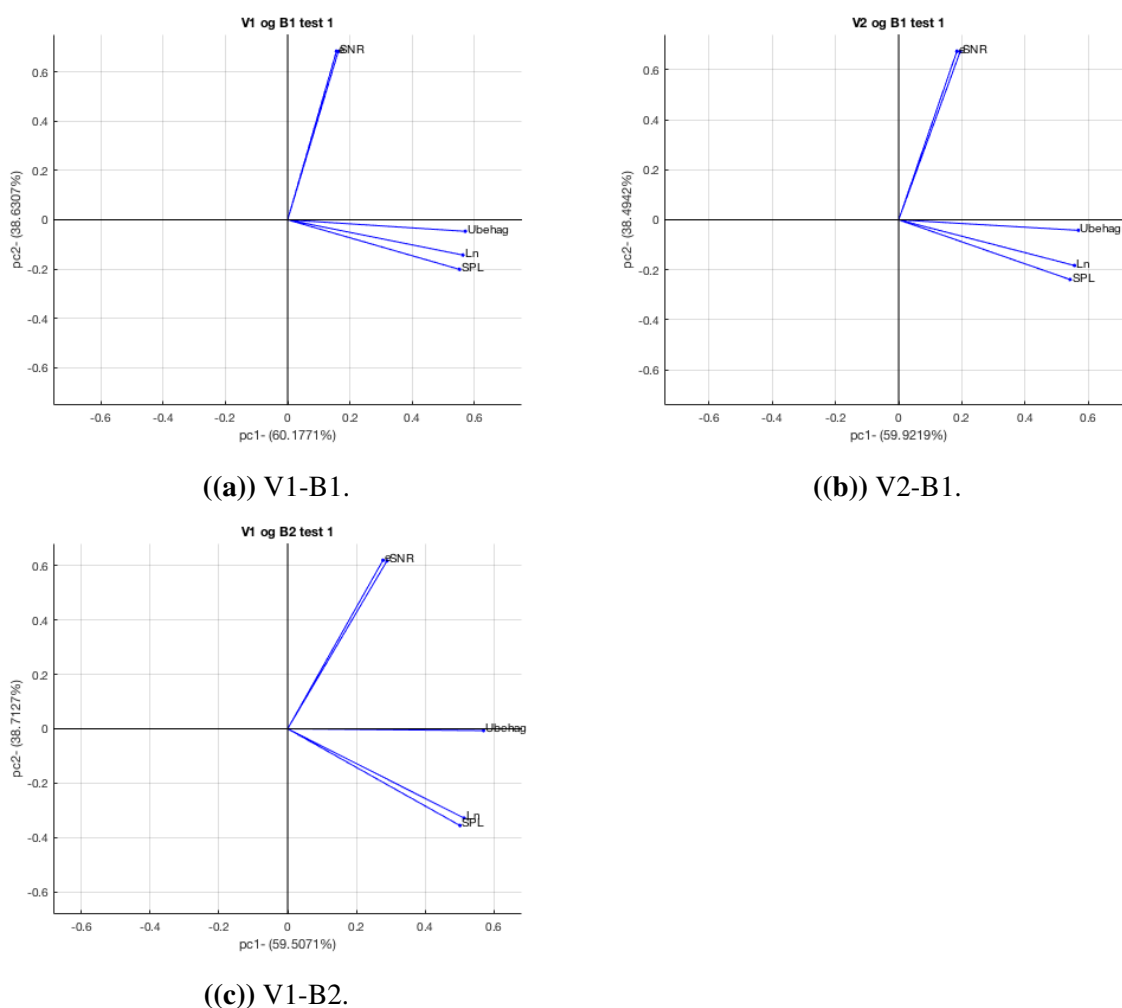 V1 og B1 test 1
0.6
0.4
0.2
0
-0.2
-0.4
-0.6
pc2- (38.6307%)
SNR
Ubehag
Ln
SPL
-0.6 -0.4 -0.2 0 0.2 0.4 0.6
pc1- (60.1771%)
((a)) V1-B1.
V2 og B1 test 1
0.6
0.4
0.2
0
-0.2
-0.4
-0.6
pc2- (38.4942%)
SNR
Ubehag
Ln
SPL
-0.6 -0.4 -0.2 0 0.2 0.4 0.6
pc1- (59.9219%)
((b)) V2-B1.
V1 og B2 test 1
0.6
0.4
0.2
0
-0.2
-0.4
-0.6
pc2- (38.7127%)
SNR
Ubehag
Ln
SPL
-0.6 -0.4 -0.2 0 0.2 0.4 0.6
pc1- (59.5071%)
((c)) V1-B2.